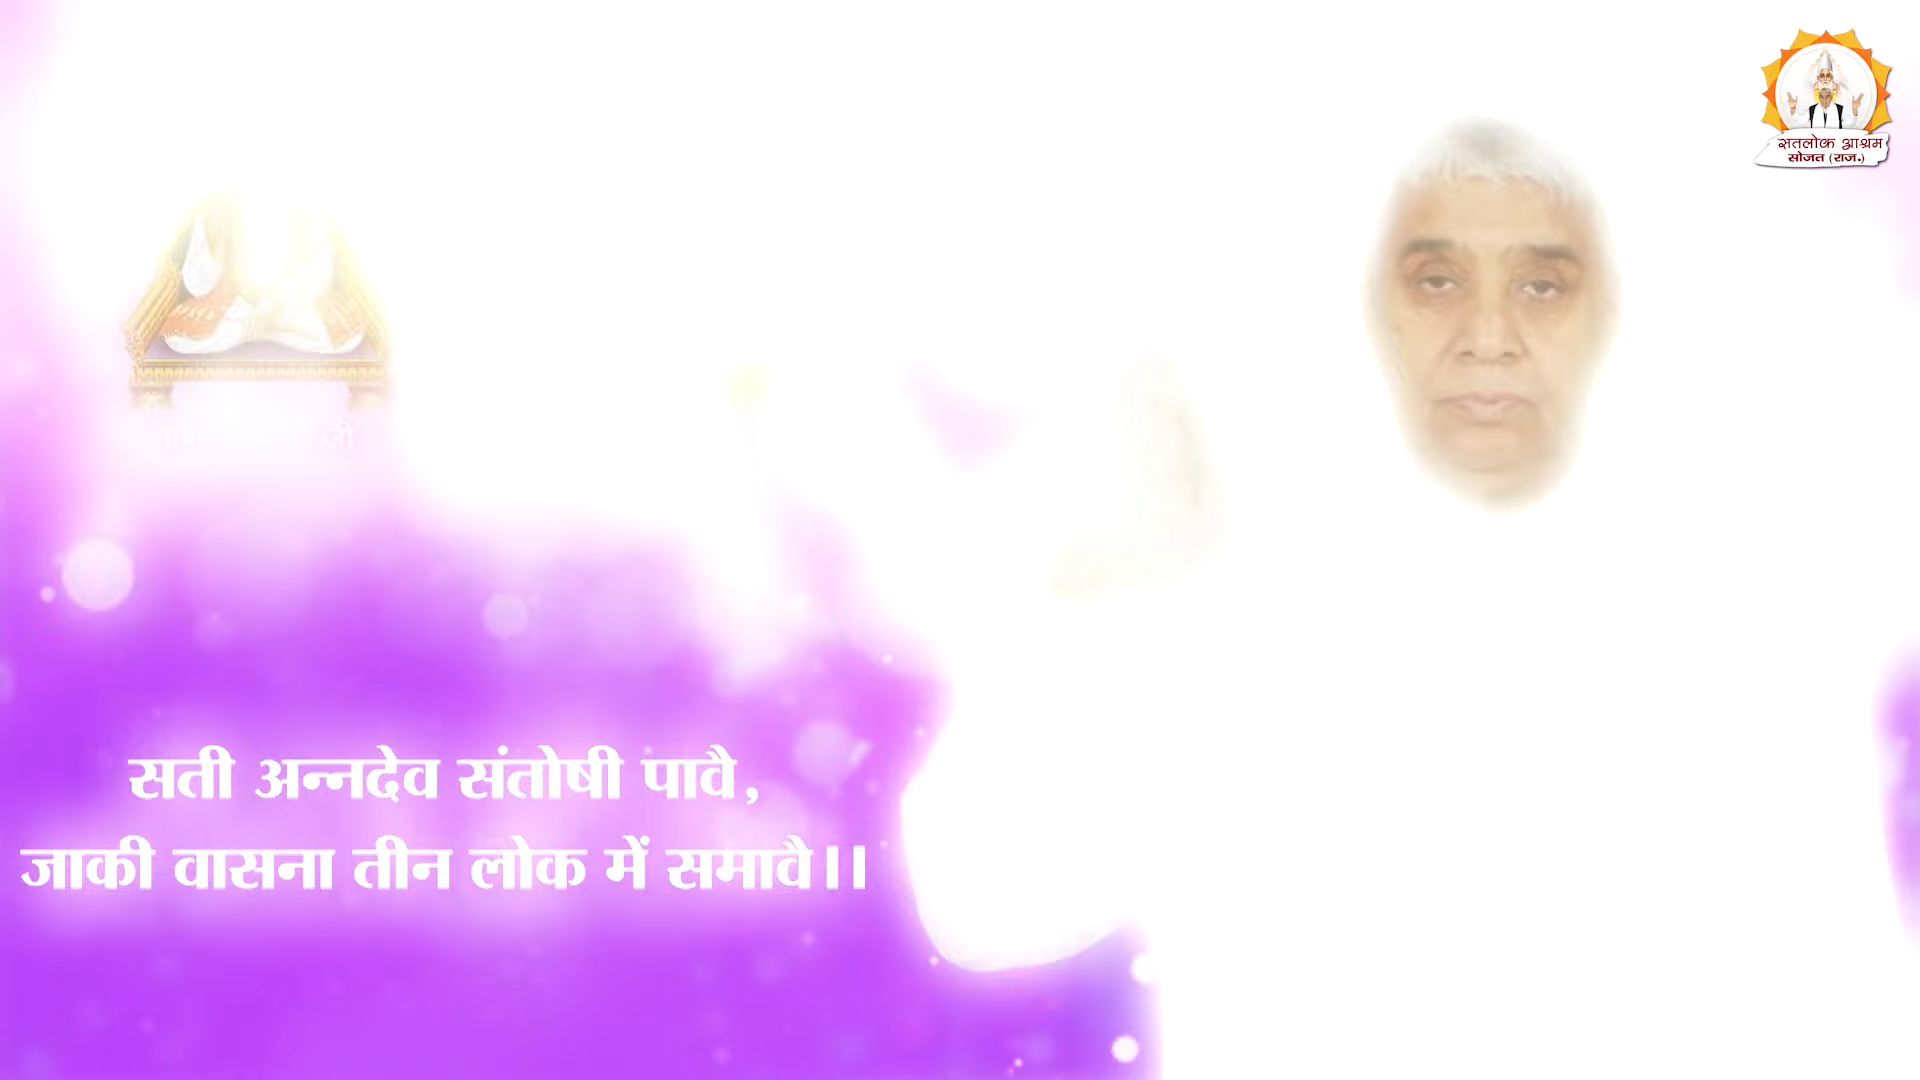 सतलोक आश्रम
सोजत (राज.)
जी
सती अन्नदेव संतोषी पावै,
जाकी वासना तीन लोक में समावै।।